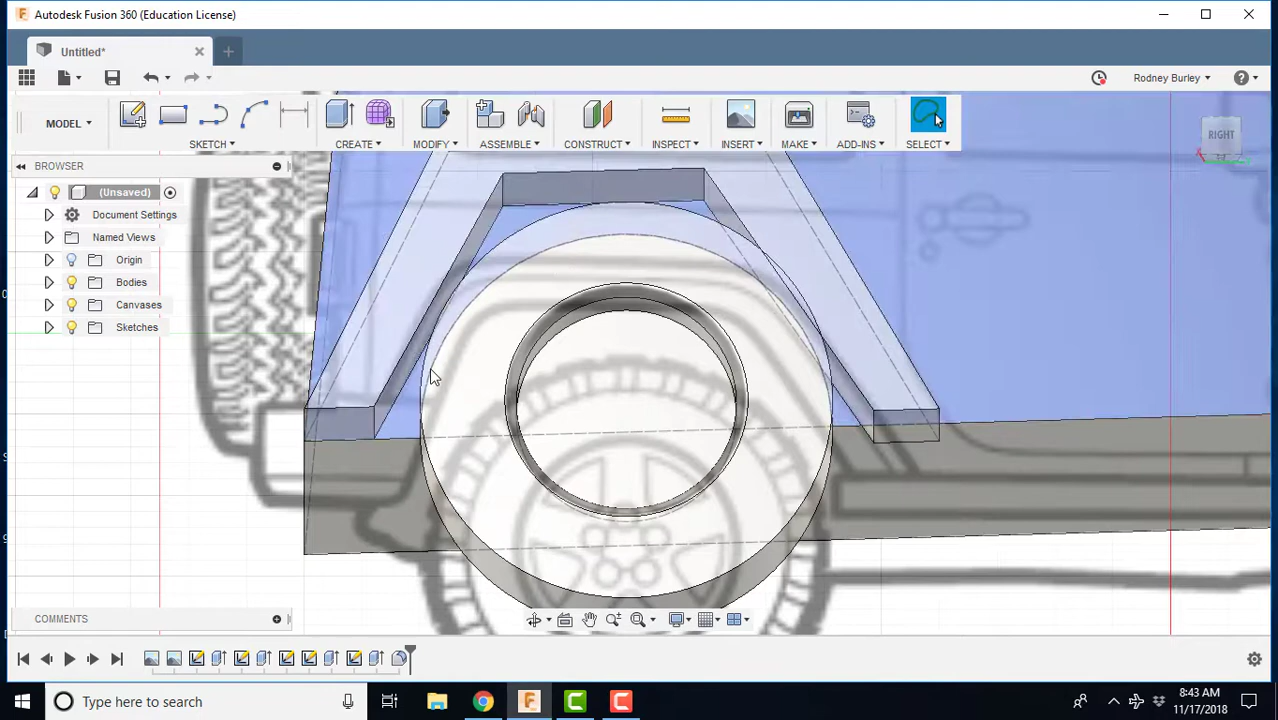 Autodesk Fusion 360 (Education License)
Untitled*
Rodney Burley
MODEL
SKETCH
CREATE
MODIFY
ASSEMBLE
CONSTRUCT
INSPECT
INSERT
MAKE
ADD-INS
SELECT
RIGHT
BROWSER
(Unsaved)
Document Settings
Named Views
Origin
Bodies
Canvases
Sketches
COMMENTS
Type here to search
8:43 AM
11/17/2018